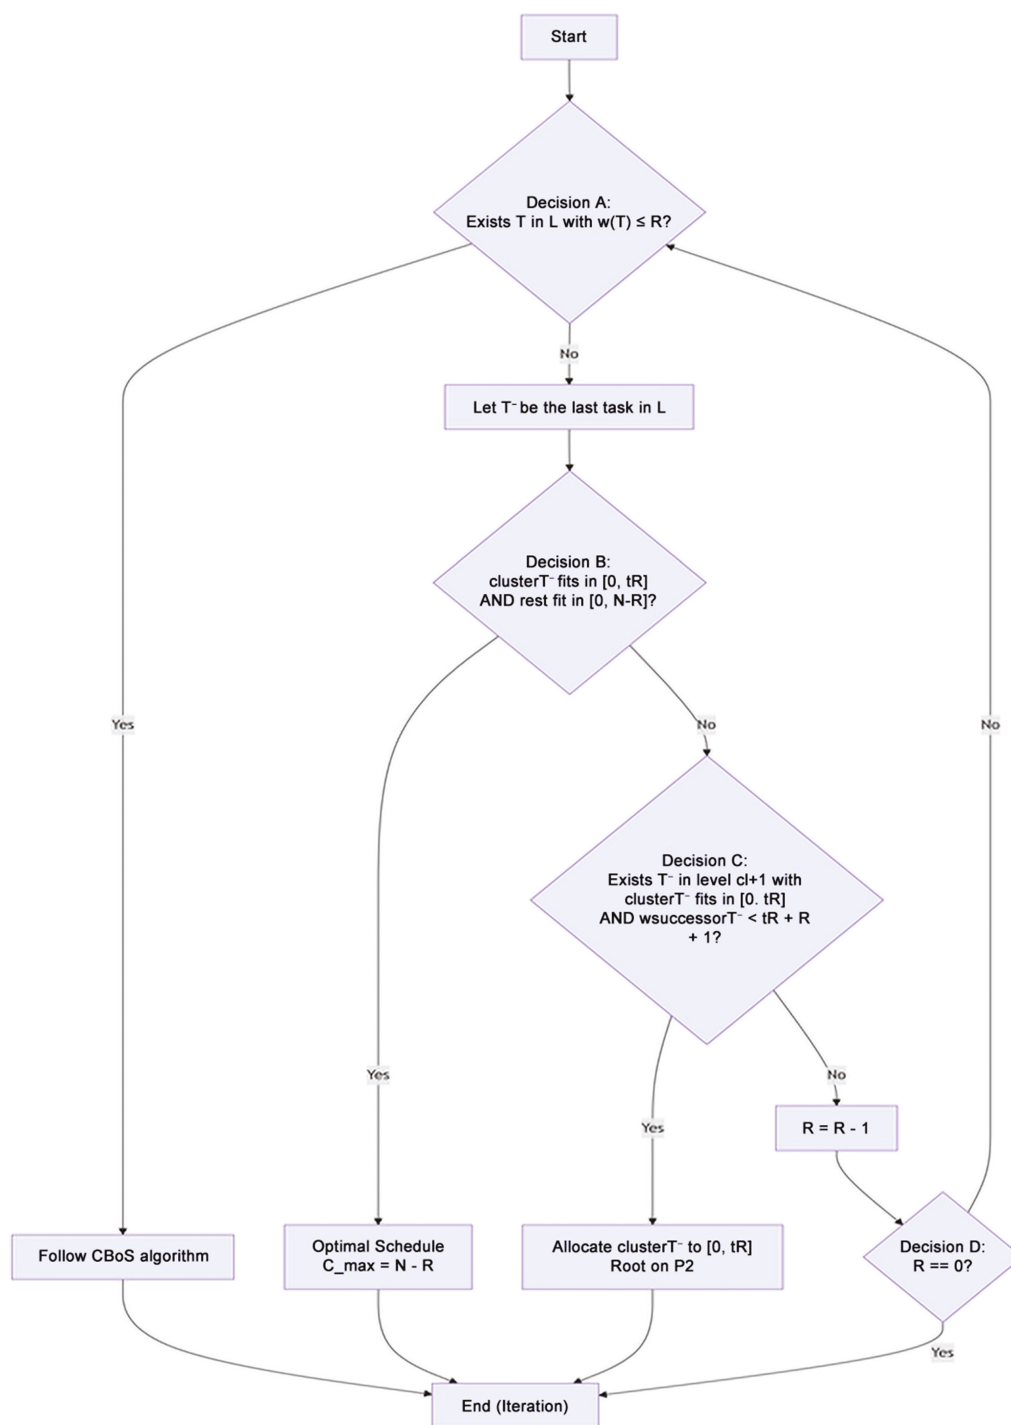 Start
Decision A:
Exists T in L with w(T) ≤ R?
No
Let T⁻ be the last task in L
Decision B:
clusterT⁻ fits in [0, tR]
AND rest fit in [0, N-R]?
Yes
No
No
Decision C:
Exists T⁻ in level cl+1 with
clusterT⁻ fits in [0. tR]
AND wsuccessorT⁻ < tR + R
+ 1?
Yes
No
Yes
R = R - 1
Follow CBoS algorithm
Optimal Schedule
C_max = N - R
Allocate clusterT⁻ to [0, tR]
Root on P2
Decision D:
R == 0?
Yes
End (Iteration)